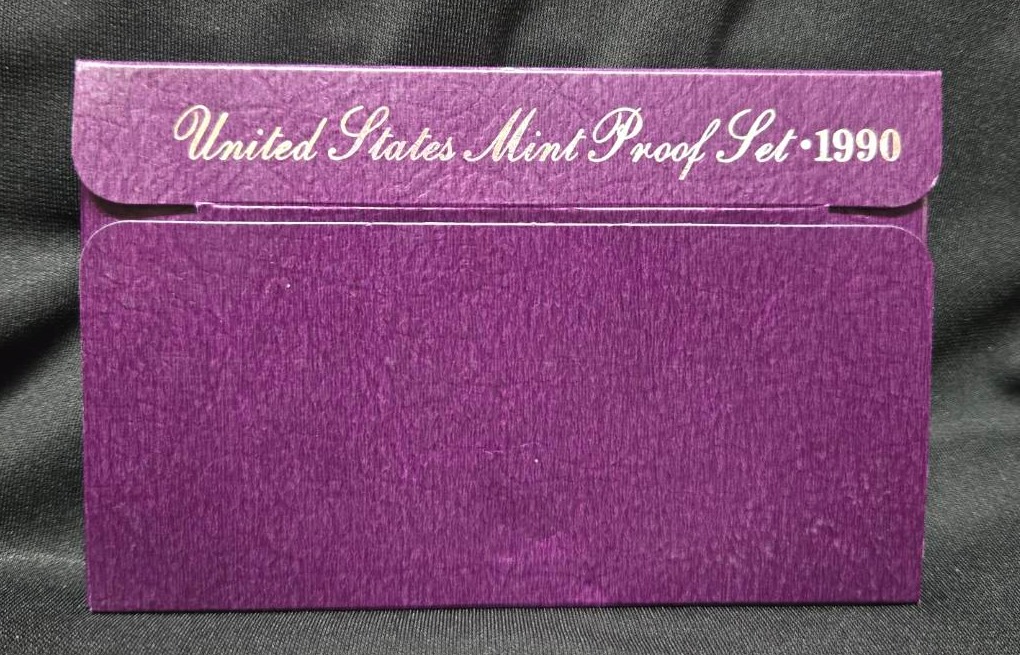 United States Mint Proof Set • 1990